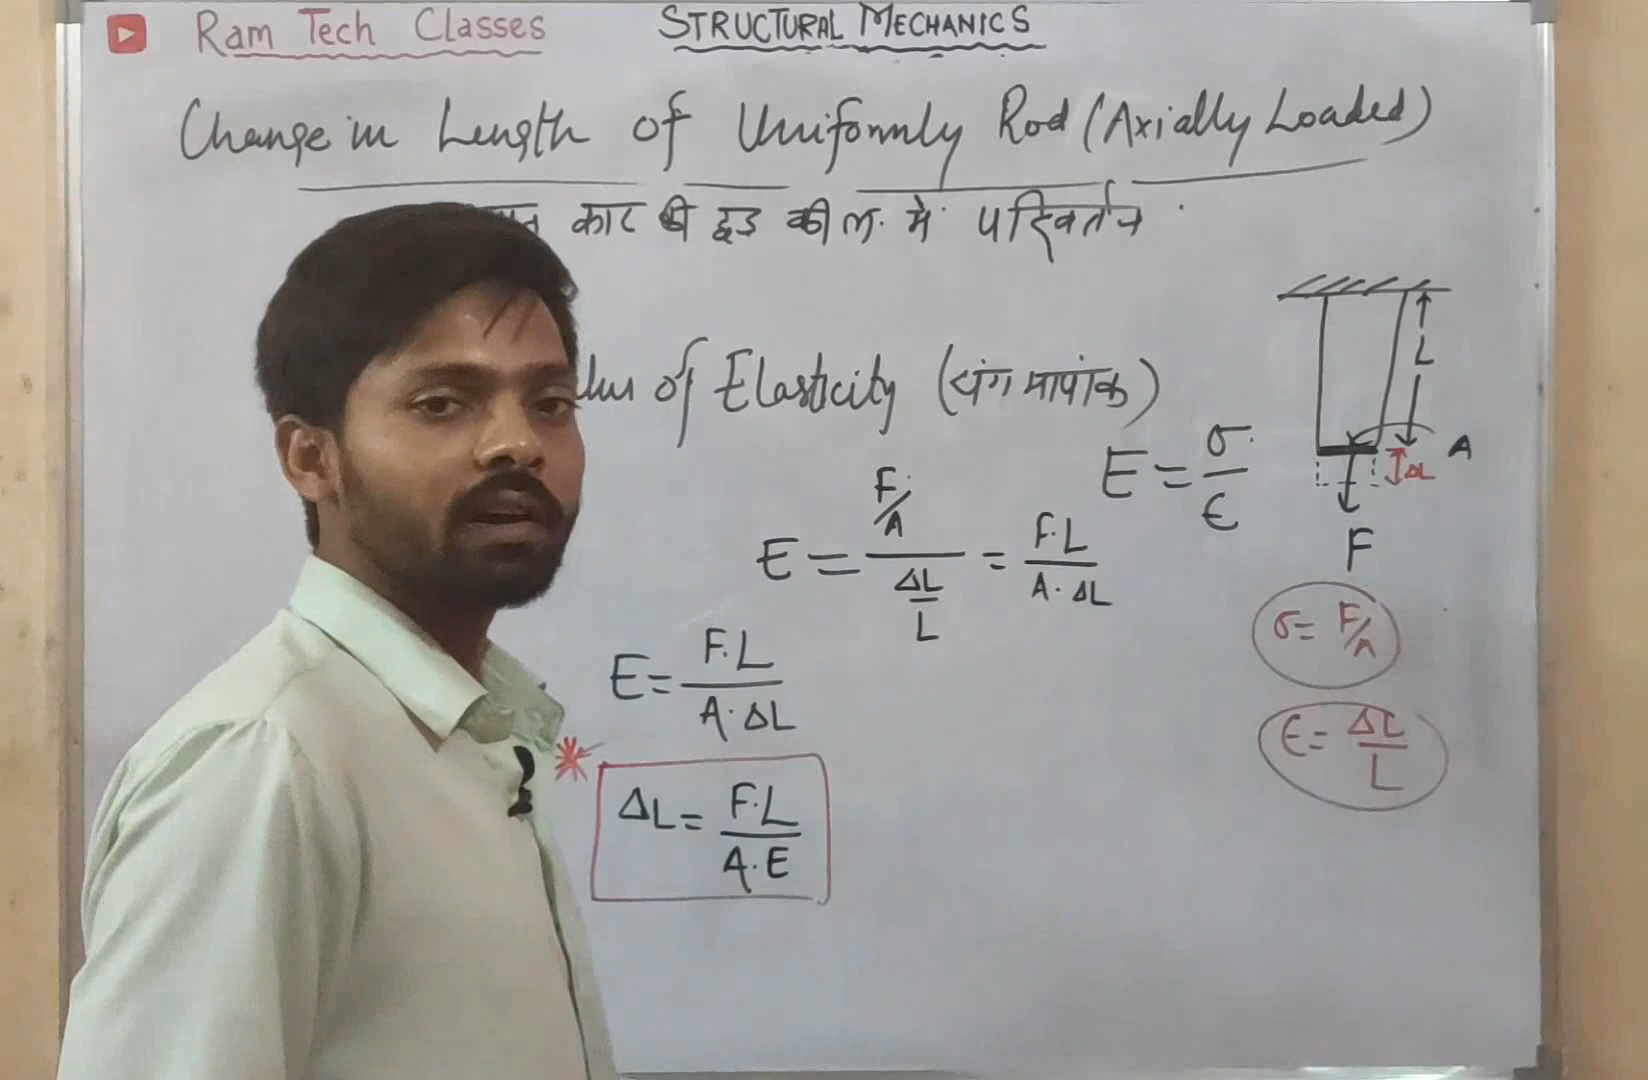 Ram Tech Classes
STRUCTURAL MECHANICS
Change in Length of Uniformly Rod (Axially Loaded)
काट की छड़ की ल. में परिवर्तन
of Elasticity (यंग मापांक)
E = σ / ϵ
E = F/A / ΔL/L = F.L / A.ΔL
E = F.L / A.ΔL
ΔL = F.L / A.E
L
A
ΔL
F
σ = F/A
ϵ = ΔL / L